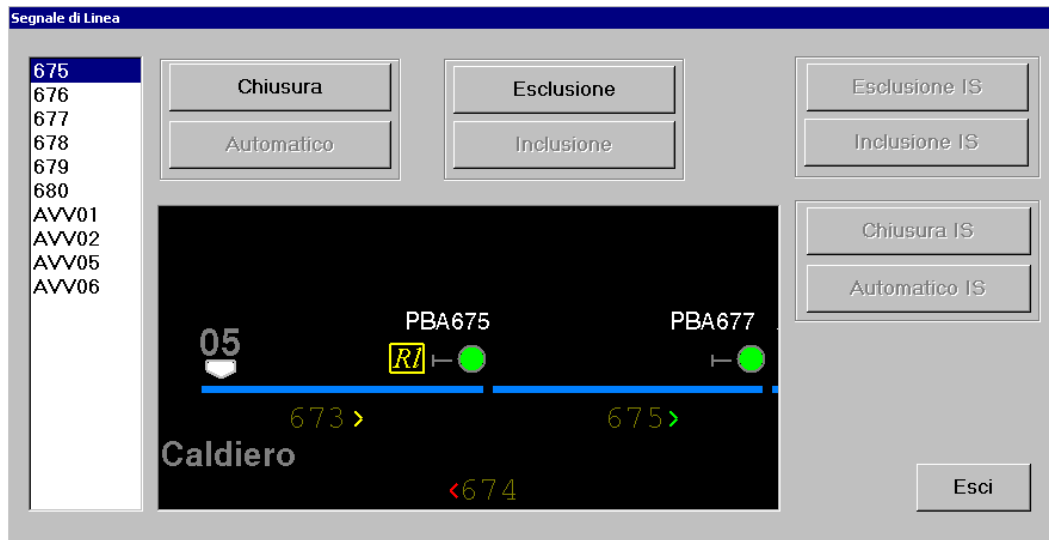 Segnale di Linea
675
676
677
678
679
680
AVV01
AVV02
AVV05
AVV06
Chiusura
Automatico
Esclusione
Inclusione
Esclusione IS
Inclusione IS
Chiusura IS
Automatico IS
PBA675
PBA677
05
R1
673>
675>
Caldiero
<674
Esci